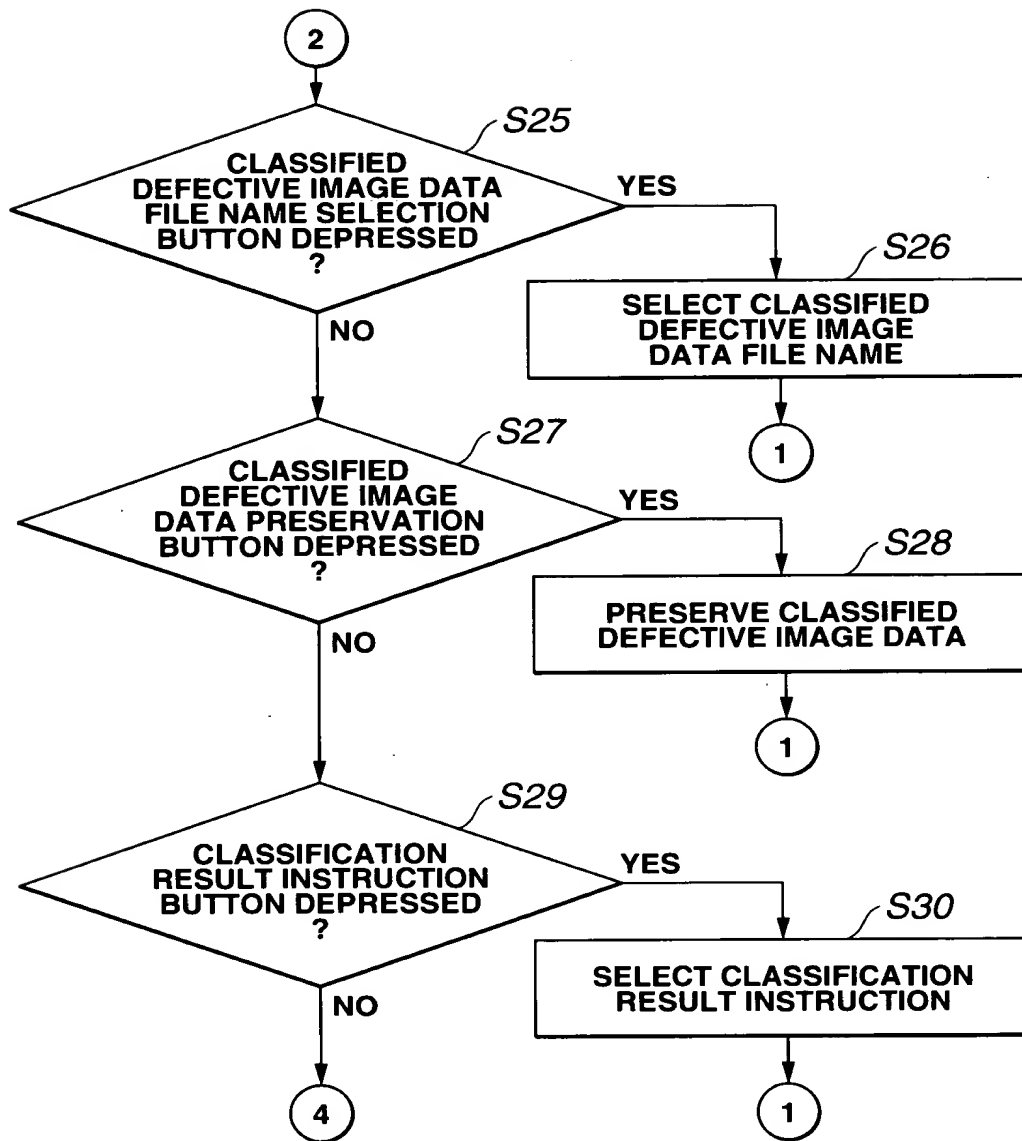 2
S25
CLASSIFIED
DEFECTIVE IMAGE DATA
FILE NAME SELECTION
BUTTON DEPRESSED
?
YES
NO
S26
SELECT CLASSIFIED
DEFECTIVE IMAGE
DATA FILE NAME
1
S27
CLASSIFIED
DEFECTIVE IMAGE
DATA PRESERVATION
BUTTON DEPRESSED
?
YES
NO
S28
PRESERVE CLASSIFIED
DEFECTIVE IMAGE DATA
1
S29
CLASSIFICATION
RESULT INSTRUCTION
BUTTON DEPRESSED
?
YES
NO
S30
SELECT CLASSIFICATION
RESULT INSTRUCTION
1
4